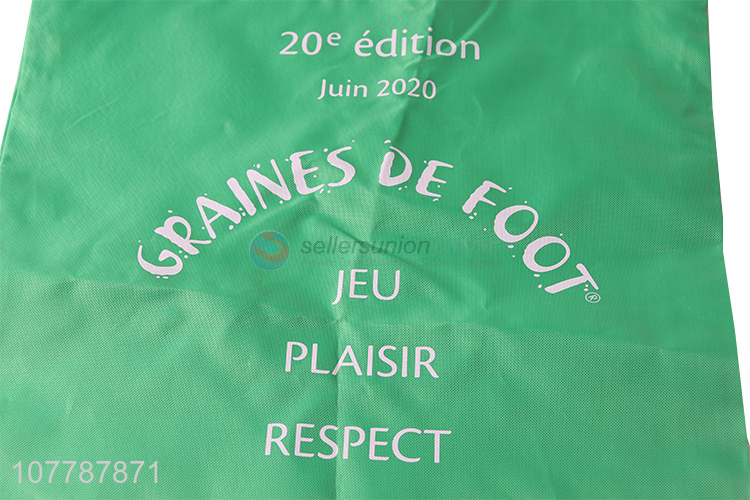 20e édition
Juin 2020
GRAINES DE FOOT®
sellersunion
JEU
PLAISIR
RESPECT
107787871